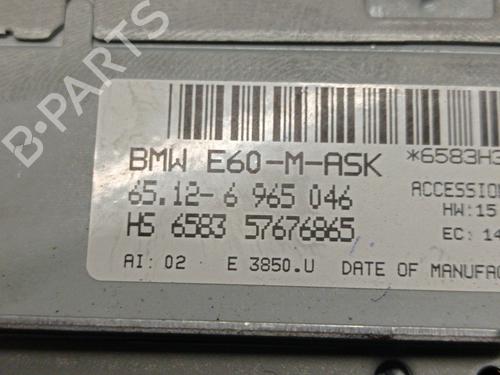 B-PARTS
*6583H3
BMW E60-M-ASK
65.12-6 965 046
HS 6583 57676865
ACCESSION
HW: 15
EC: 14
AI: 02 E 3850.U DATE OF MANUFAC